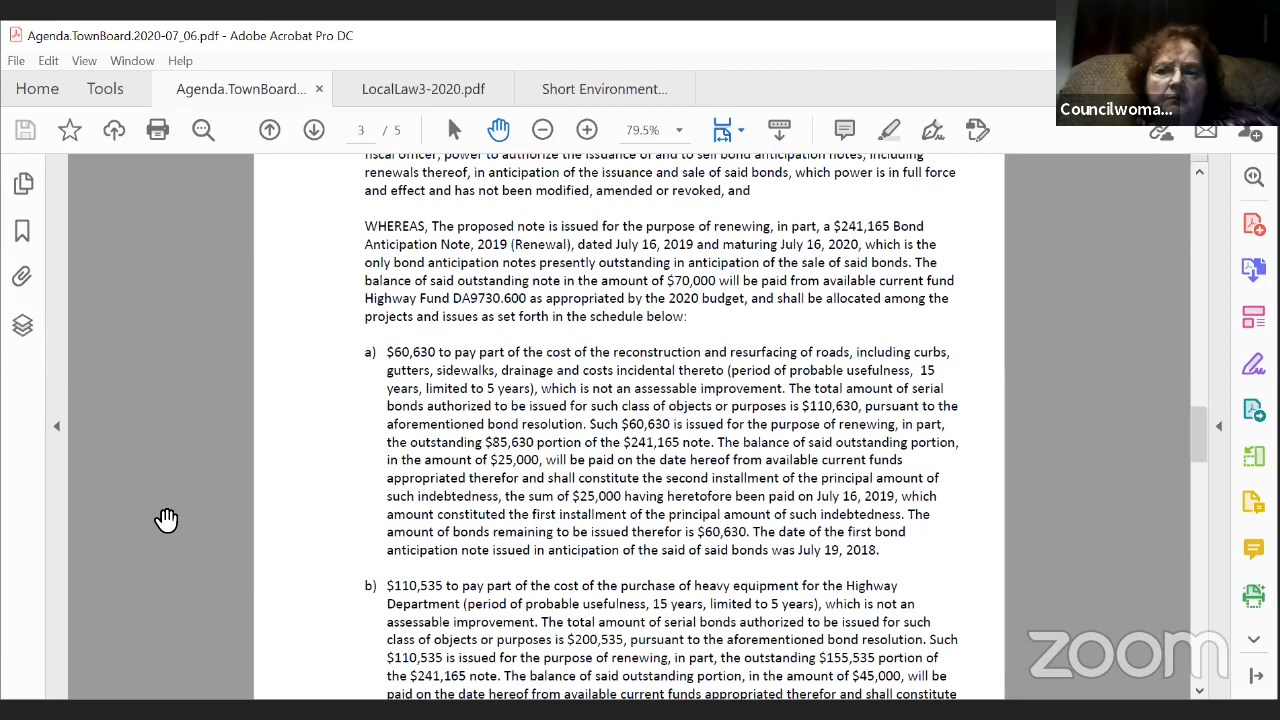 Agenda.TownBoard.2020-07_06.pdf - Adobe Acrobat Pro DC
File Edit View Window Help
Home Tools Agenda.TownBoard... × LocalLaw3-2020.pdf Short Environment...
Councilwoma...
3 / 5 79.5%
fiscal officer, power to authorize the issuance of and to sell bond anticipation notes, including
renewals thereof, in anticipation of the issuance and sale of said bonds, which power is in full force
and effect and has not been modified, amended or revoked, and
WHEREAS, The proposed note is issued for the purpose of renewing, in part, a $241,165 Bond
Anticipation Note, 2019 (Renewal), dated July 16, 2019 and maturing July 16, 2020, which is the
only bond anticipation notes presently outstanding in anticipation of the sale of said bonds. The
balance of said outstanding note in the amount of $70,000 will be paid from available current fund
Highway Fund DA9730.600 as appropriated by the 2020 budget, and shall be allocated among the
projects and issues as set forth in the schedule below:
a) $60,630 to pay part of the cost of the reconstruction and resurfacing of roads, including curbs,
gutters, sidewalks, drainage and costs incidental thereto (period of probable usefulness, 15
years, limited to 5 years), which is not an assessable improvement. The total amount of serial
bonds authorized to be issued for such class of objects or purposes is $110,630, pursuant to the
aforementioned bond resolution. Such $60,630 is issued for the purpose of renewing, in part,
the outstanding $85,630 portion of the $241,165 note. The balance of said outstanding portion,
in the amount of $25,000, will be paid on the date hereof from available current funds
appropriated therefor and shall constitute the second installment of the principal amount of
such indebtedness, the sum of $25,000 having heretofore been paid on July 16, 2019, which
amount constituted the first installment of the principal amount of such indebtedness. The
amount of bonds remaining to be issued therefor is $60,630. The date of the first bond
anticipation note issued in anticipation of the said of said bonds was July 19, 2018.
b) $110,535 to pay part of the cost of the purchase of heavy equipment for the Highway
Department (period of probable usefulness, 15 years, limited to 5 years), which is not an
assessable improvement. The total amount of serial bonds authorized to be issued for such
class of objects or purposes is $200,535, pursuant to the aforementioned bond resolution. Such
$110,535 is issued for the purpose of renewing, in part, the outstanding $155,535 portion of
the $241,165 note. The balance of said outstanding portion, in the amount of $45,000, will be
paid on the date hereof from available current funds appropriated therefor and shall constitute
zoom